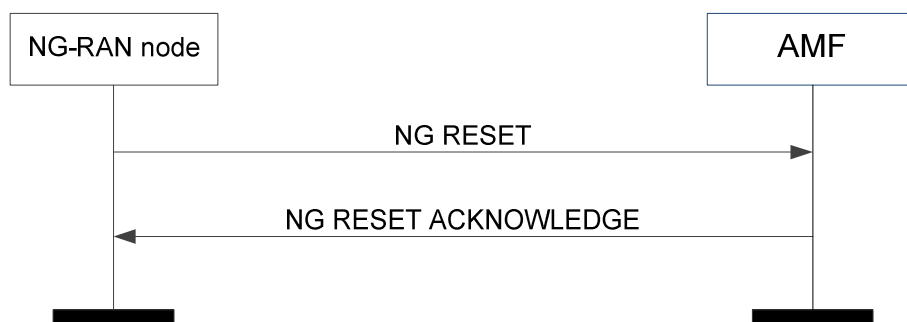 NG-RAN node
AMF
NG RESET
NG RESET ACKNOWLEDGE